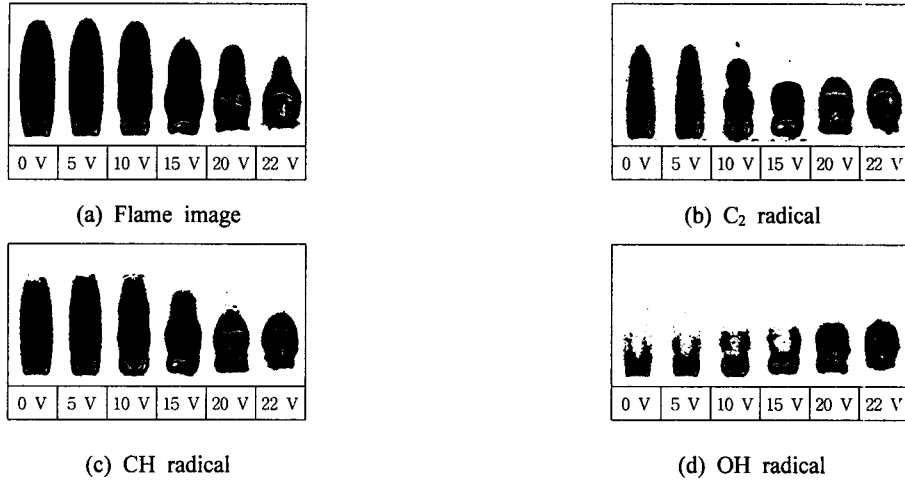 0 V 5 V 10 V 15 V 20 V 22 V
(a) Flame image
0 V 5 V 10 V 15 V 20 V 22 V
(b) C₂ radical
0 V 5 V 10 V 15 V 20 V 22 V
(c) CH radical
0 V 5 V 10 V 15 V 20 V 22 V
(d) OH radical